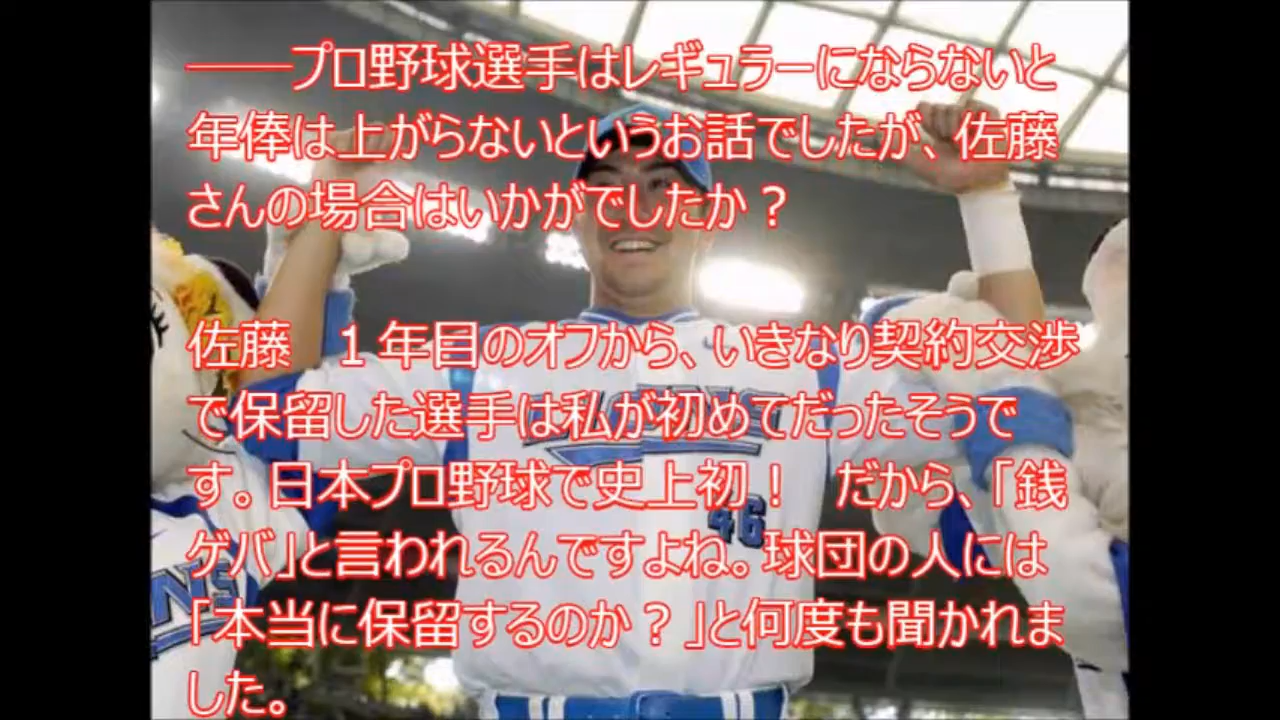 ――プロ野球選手はレギュラーにならないと
年俸は上がらないというお話でしたが、佐藤
さんの場合はいかがでしたか？
佐藤　１年目のオフから、いきなり契約交渉
で保留した選手は私が初めてだったそうで
す。日本プロ野球で史上初！　だから、「銭
ゲバ」と言われるんですよね。球団の人には
「本当に保留するのか？」と何度も聞かれま
した。
LIONS
46